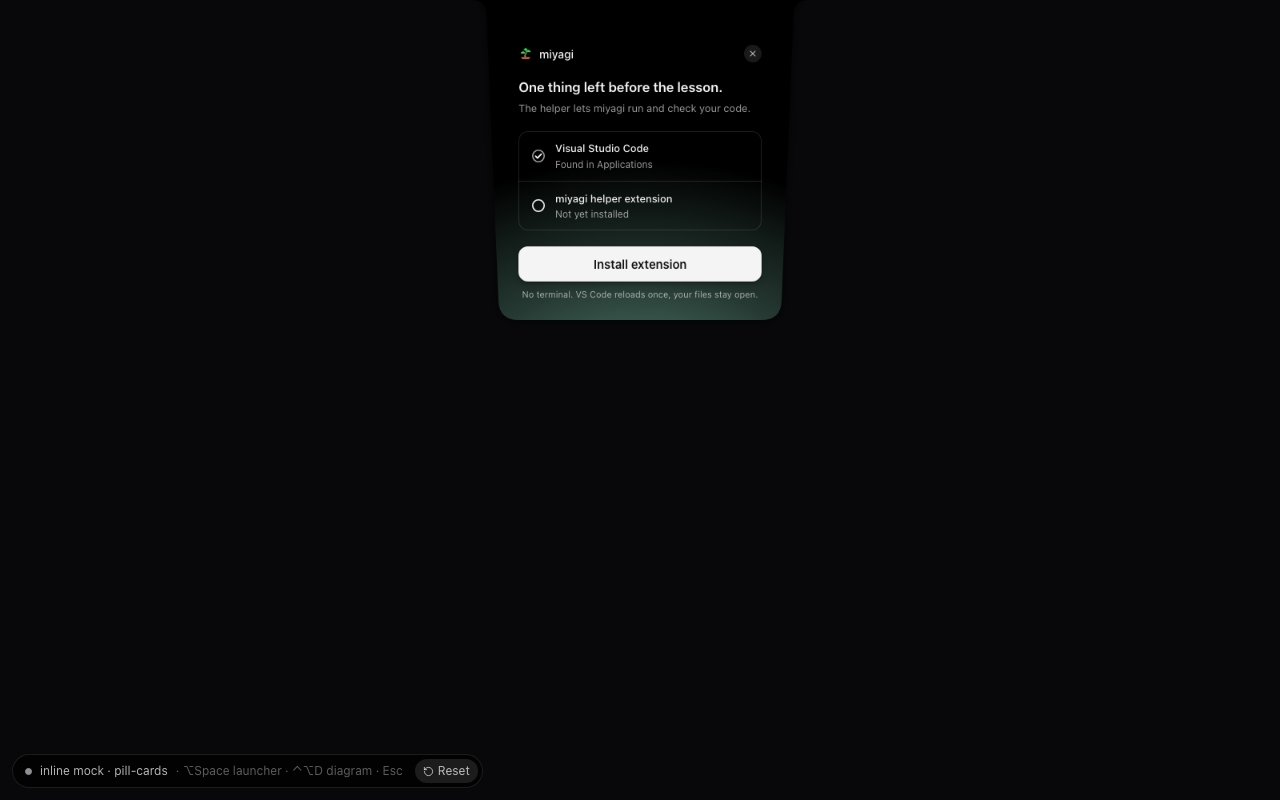 miyagi
One thing left before the lesson.
The helper lets miyagi run and check your code.
Visual Studio Code
Found in Applications
miyagi helper extension
Not yet installed
Install extension
No terminal. VS Code reloads once, your files stay open.
inline mock · pill-cards · ⌥Space launcher · ^⌥D diagram · Esc Reset